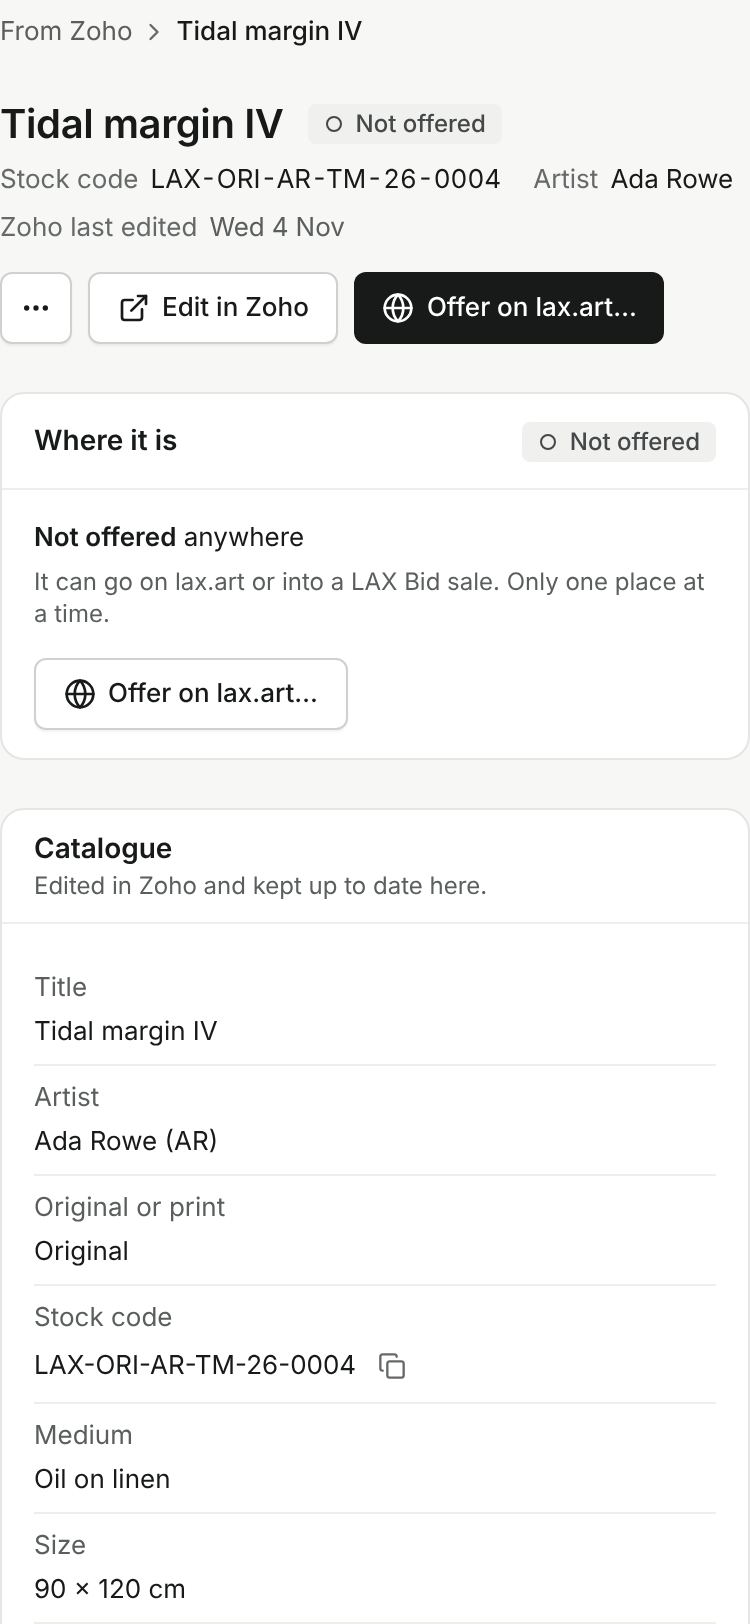 From Zoho > Tidal margin IV
Tidal margin IV Not offered
Stock code LAX-ORI-AR-TM-26-0004 Artist Ada Rowe
Zoho last edited Wed 4 Nov
... Edit in Zoho Offer on lax.art...
Where it is Not offered
Not offered anywhere
It can go on lax.art or into a LAX Bid sale. Only one place at
a time.
Offer on lax.art...
Catalogue
Edited in Zoho and kept up to date here.
Title
Tidal margin IV
Artist
Ada Rowe (AR)
Original or print
Original
Stock code
LAX-ORI-AR-TM-26-0004
Medium
Oil on linen
Size
90 × 120 cm